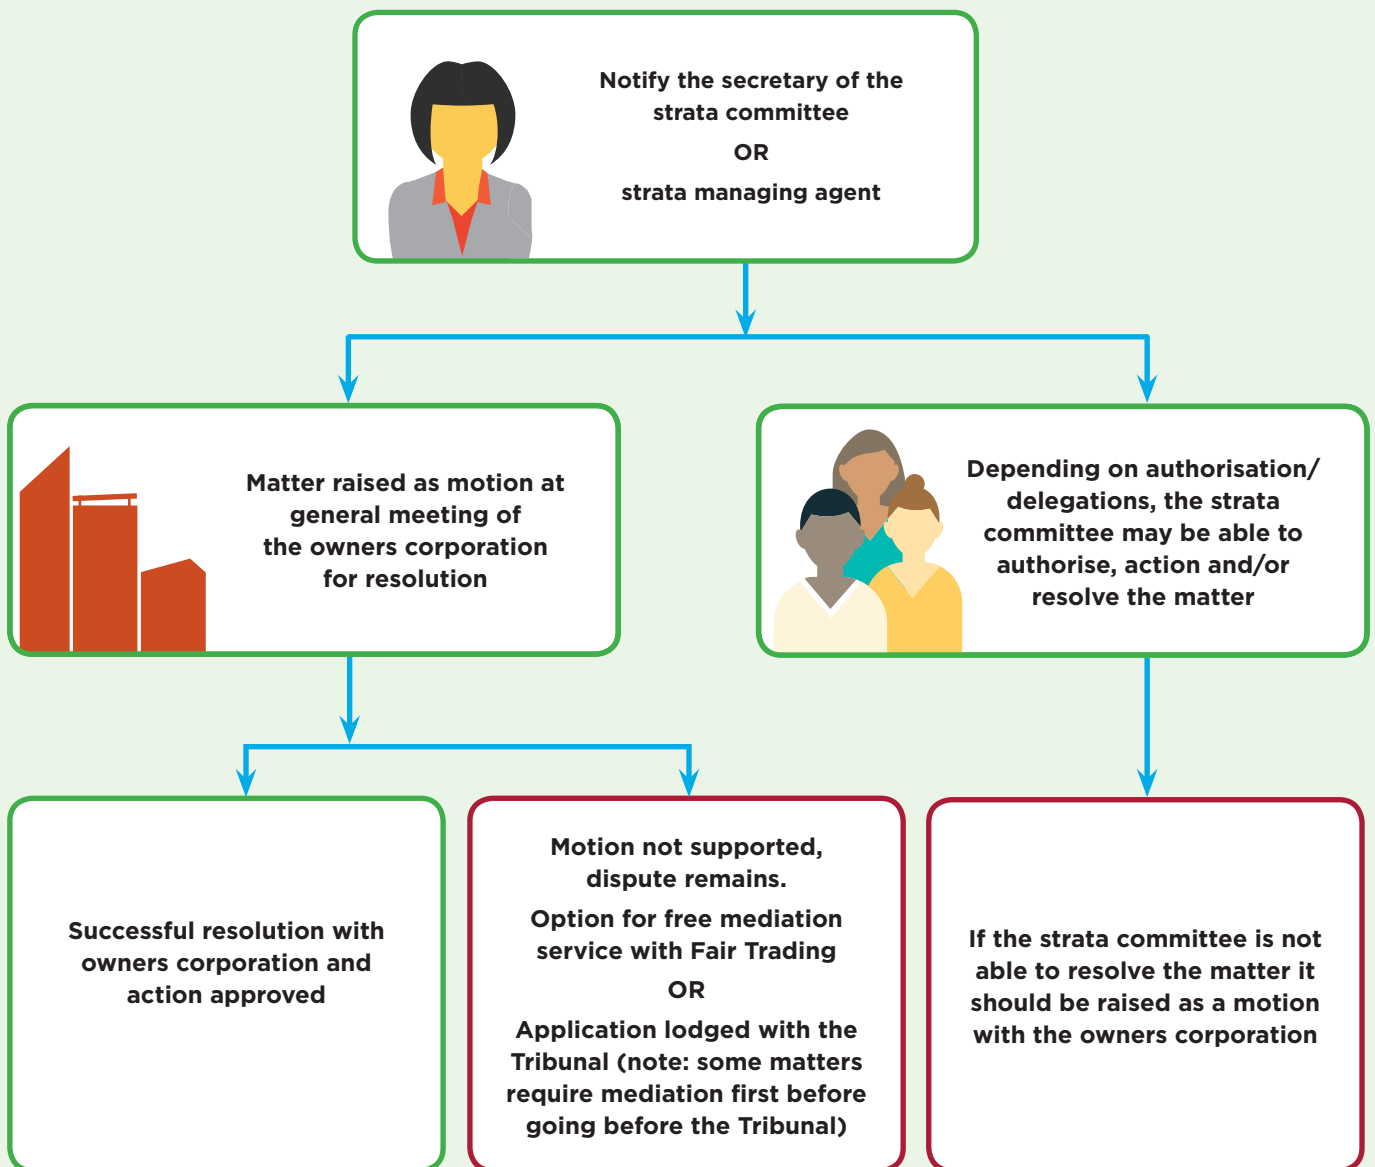 Notify the secretary of the
strata committee
OR
strata managing agent
Matter raised as motion at
general meeting of
the owners corporation
for resolution
Depending on authorisation/
delegations, the strata
committee may be able to
authorise, action and/or
resolve the matter
Successful resolution with
owners corporation and
action approved
Motion not supported,
dispute remains.
Option for free mediation
service with Fair Trading
OR
Application lodged with the
Tribunal (note: some matters
require mediation first before
going before the Tribunal)
If the strata committee is not
able to resolve the matter it
should be raised as a motion
with the owners corporation